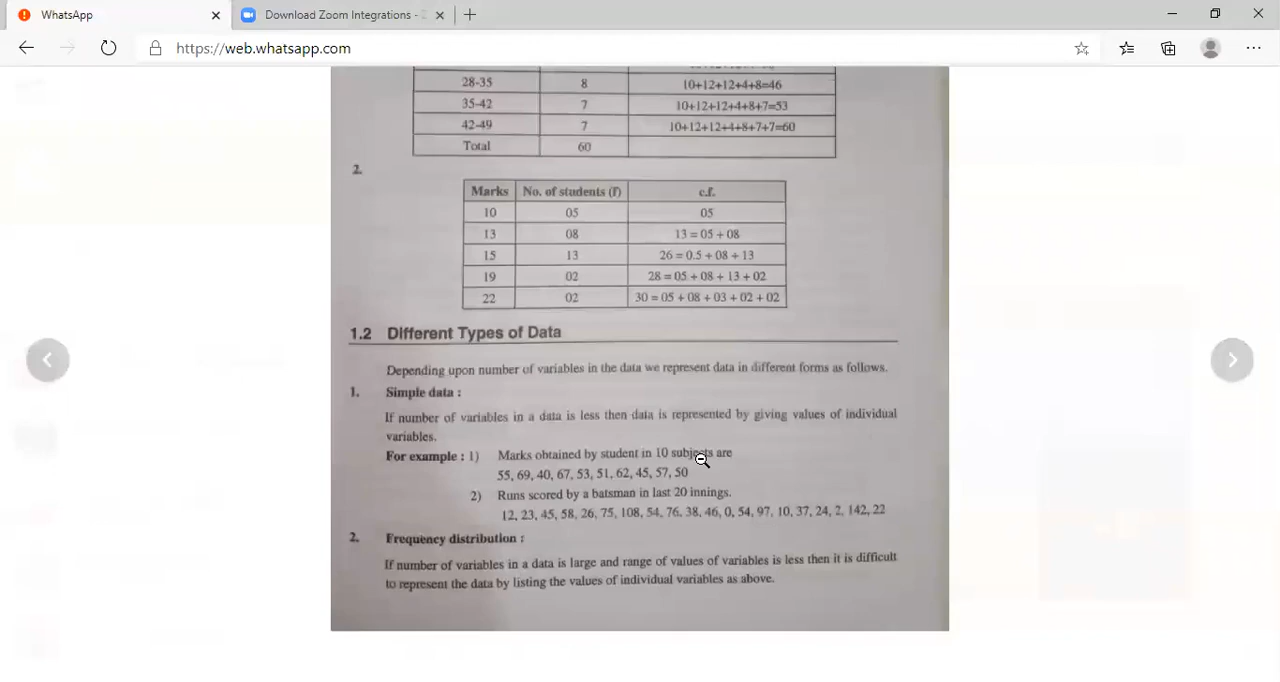 WhatsApp
Download Zoom Integrations -
https://web.whatsapp.com
28-35 8 10+12+12+4+8=46
35-42 7 10+12+12+4+8+7=53
42-49 7 10+12+12+4+8+7+7=60
Total 60
2.
Marks No. of students (f) c.f.
10 05 05
13 08 13 = 05 + 08
15 13 26 = 0.5 + 08 + 13
19 02 28 = 05 + 08 + 13 + 02
22 02 30 = 05 + 08 + 03 + 02 + 02
1.2 Different Types of Data
Depending upon number of variables in the data we represent data in different forms as follows.
1. Simple data :
If number of variables in a data is less then data is represented by giving values of individual
variables.
For example : 1) Marks obtained by student in 10 subjects are
55, 69, 40, 67, 53, 51, 62, 45, 57, 50
2) Runs scored by a batsman in last 20 innings.
12, 23, 45, 58, 26, 75, 108, 54, 76, 38, 46, 0, 54, 97, 10, 37, 24, 2, 142, 22
2. Frequency distribution :
If number of variables in a data is large and range of values of variables is less then it is difficult
to represent the data by listing the values of individual variables as above.